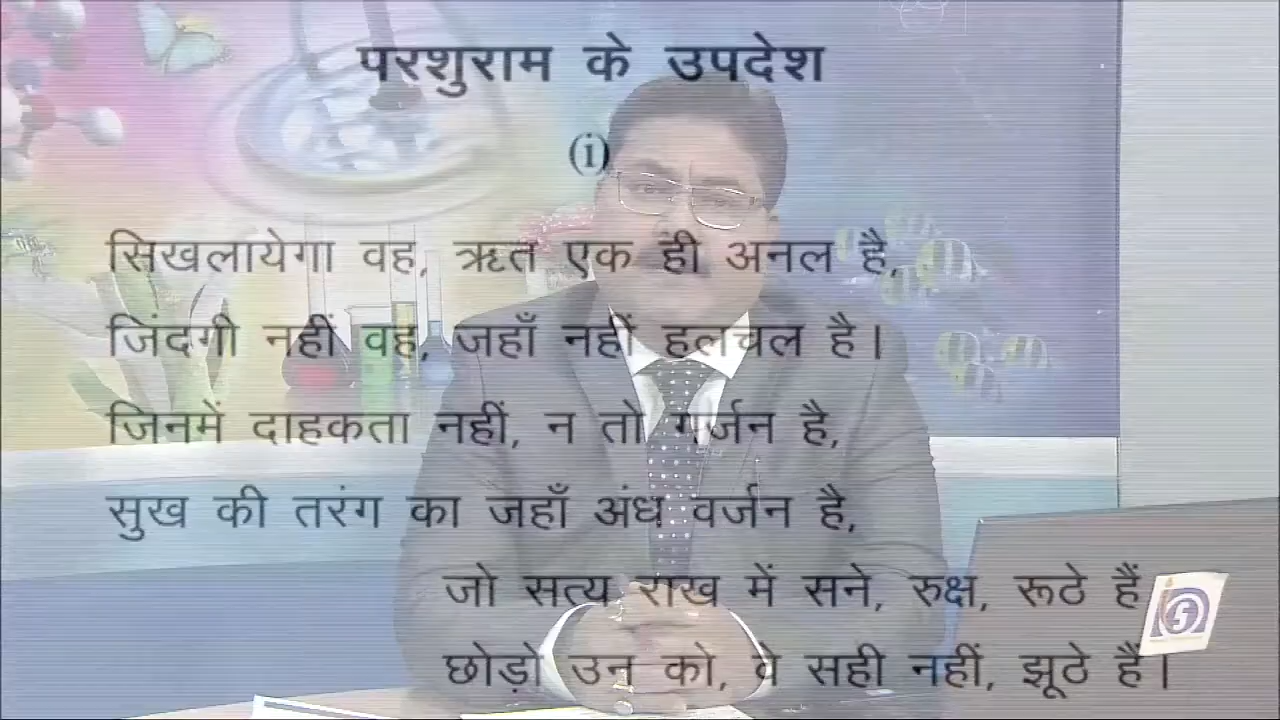 परशुराम के उपदेश
(i)
सिखलायेगा वह, ऋत एक ही अनल है,
जिंदगी नहीं वह, जहाँ नहीं हलचल है।
जिनमें दाहकता नहीं, न तो गर्जन है,
सुख की तरंग का जहाँ अंध वर्जन है,
जो सत्य राख में सने, रुक्ष, रूठे हैं
छोड़ो उन को, वे सही नहीं, झूठे हैं।